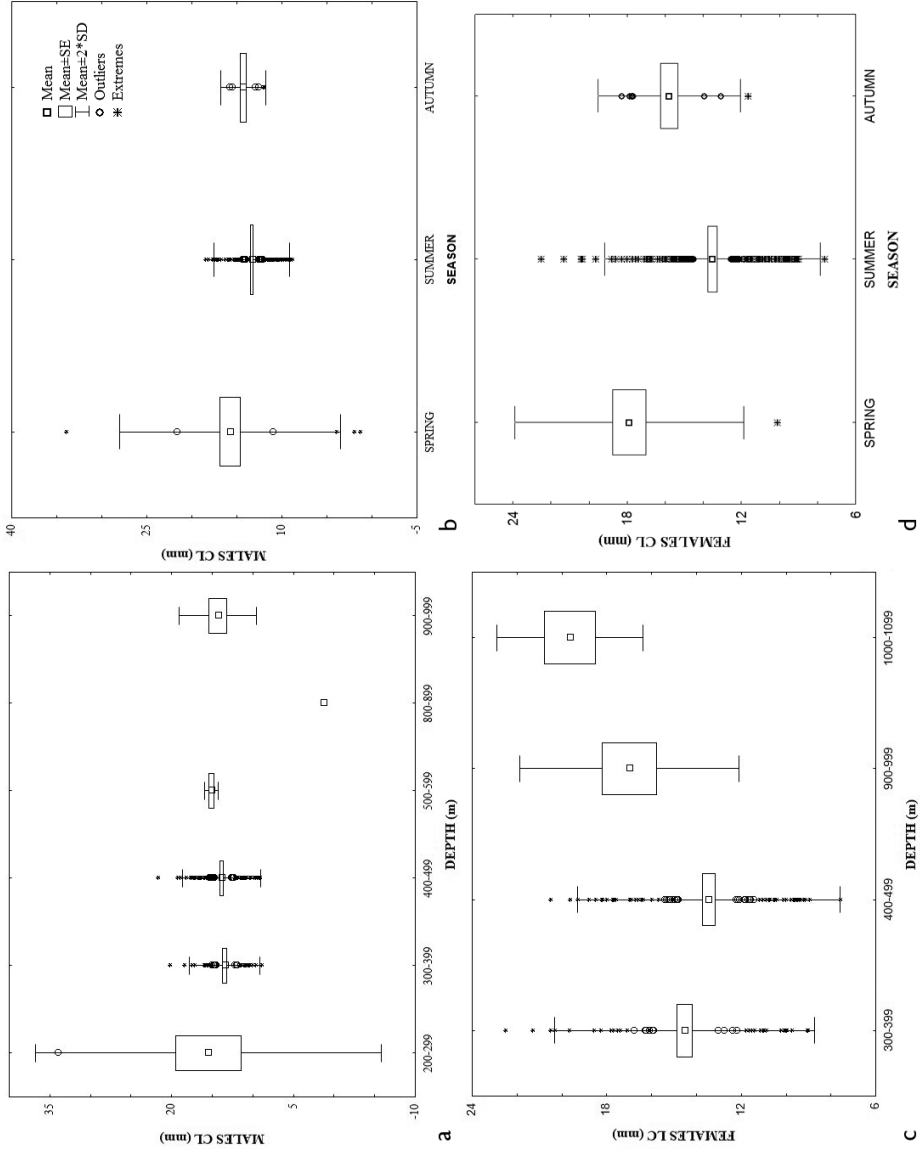 MALES CL (mm)
35
20
5
-10
200-299
300-399
400-499
500-599
800-899
900-999
DEPTH (m)
a
MALES CL (mm)
40
25
10
-5
SPRING
SUMMER
AUTUMN
SEASON
b
Mean
Mean±SE
Mean±2*SD
Outliers
Extremes
FEMALES LC (mm)
24
18
12
6
300-399
400-499
900-999
1000-1099
DEPTH (m)
c
FEMALES CL (mm)
24
18
12
6
SPRING
SUMMER
AUTUMN
SEASON
d